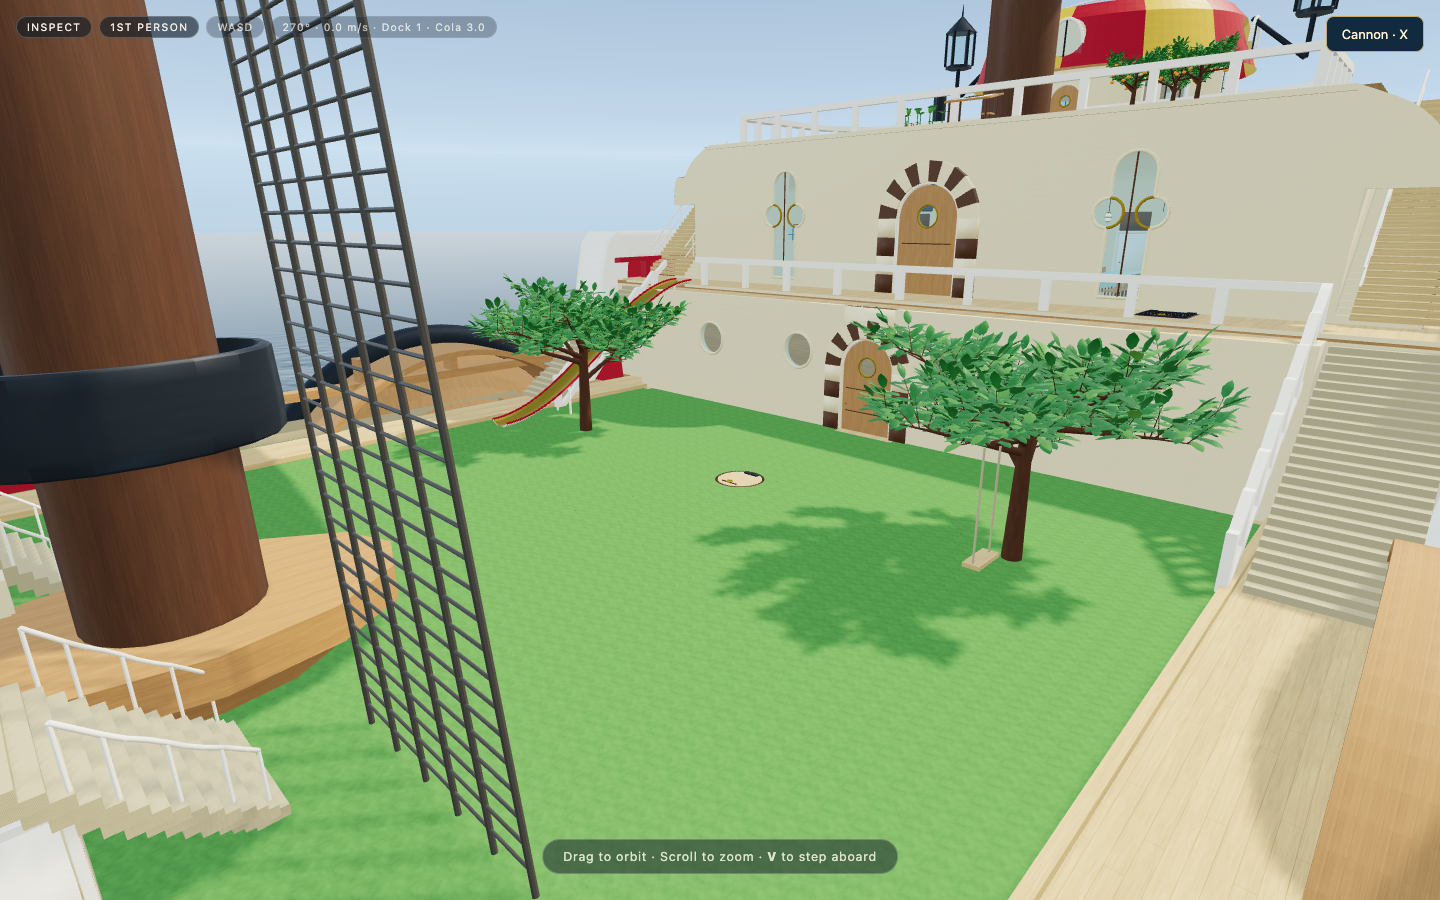 INSPECT
1ST PERSON
WASD
270° · 0.0 m/s · Dock 1 · Cola 3.0
Cannon · X
Drag to orbit · Scroll to zoom · V to step aboard